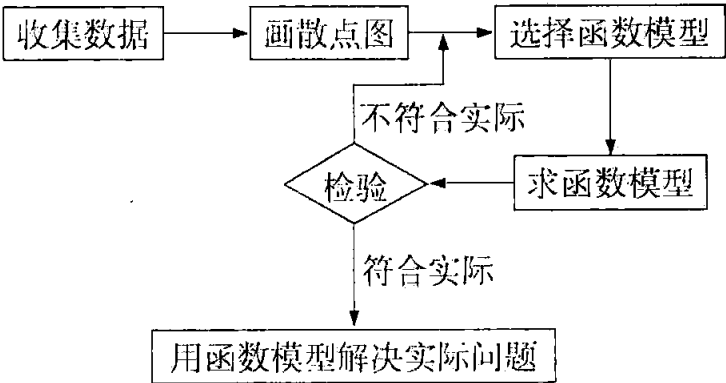 收集数据
画散点图
选择函数模型
不符合实际
检验
求函数模型
符合实际
用函数模型解决实际问题